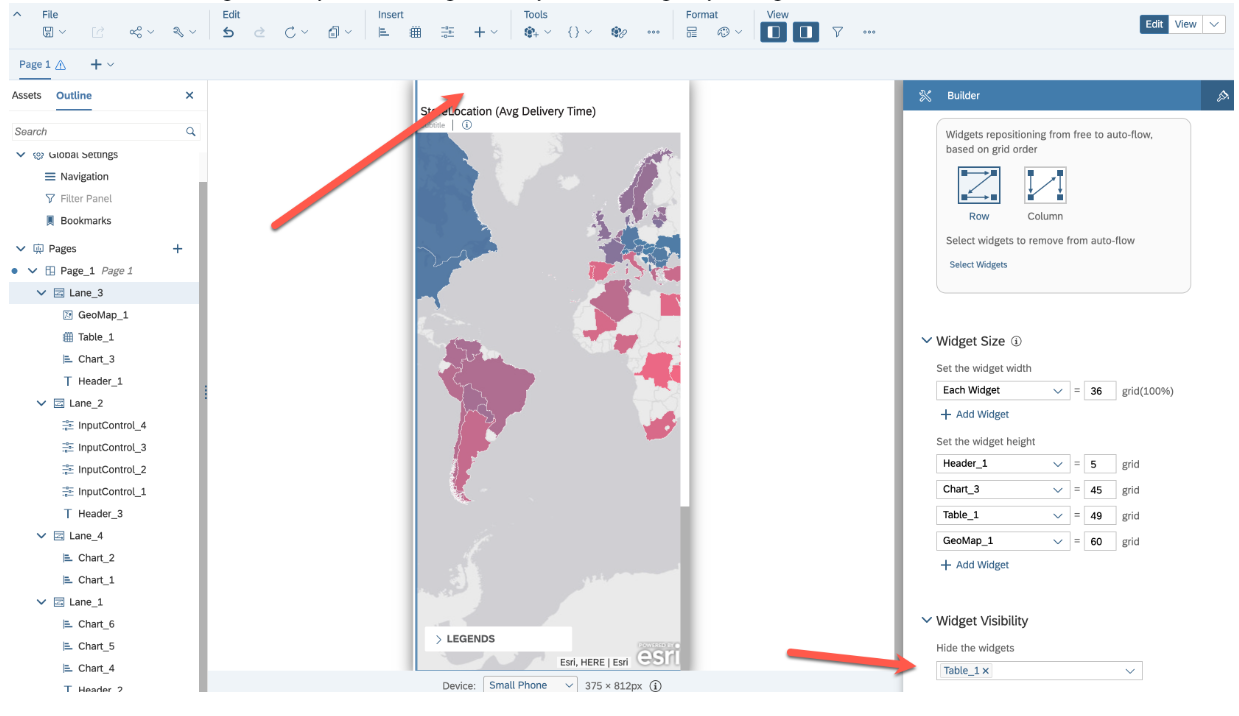 File Edit Insert Tools Format View
Edit View
Page 1
Assets Outline
Search
Global Settings
Navigation
Filter Panel
Bookmarks
Pages
Page_1 Page 1
Lane_3
GeoMap_1
Table_1
Chart_3
Header_1
Lane_2
InputControl_4
InputControl_3
InputControl_2
InputControl_1
Header_3
Lane_4
Chart_2
Chart_1
Lane_1
Chart_6
Chart_5
Chart_4
Header_2
Location (Avg Delivery Time)
LEGENDS
POWERED BY
esri
Esri, HERE | Esri
Device: Small Phone 375 × 812px
Builder
Widgets repositioning from free to auto-flow,
based on grid order
Row Column
Select widgets to remove from auto-flow
Select Widgets
Widget Size
Set the widget width
Each Widget = 36 grid(100%)
+ Add Widget
Set the widget height
Header_1 = 5 grid
Chart_3 = 45 grid
Table_1 = 49 grid
GeoMap_1 = 60 grid
+ Add Widget
Widget Visibility
Hide the widgets
Table_1 ×